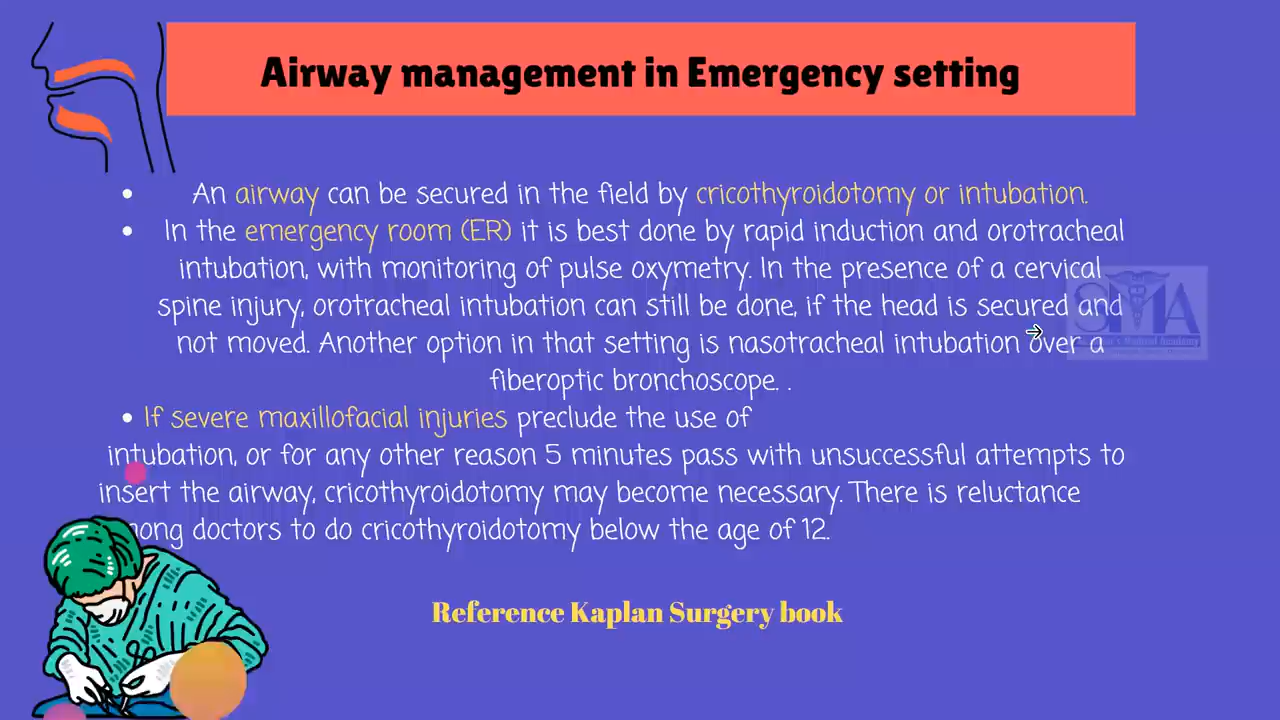 Airway management in Emergency setting
• An airway can be secured in the field by cricothyroidotomy or intubation.
• In the emergency room (ER) it is best done by rapid induction and orotracheal
intubation, with monitoring of pulse oxymetry. In the presence of a cervical
spine injury, orotracheal intubation can still be done, if the head is secured and
not moved. Another option in that setting is nasotracheal intubation over a
fiberoptic bronchoscope. .
• If severe maxillofacial injuries preclude the use of
intubation, or for any other reason 5 minutes pass with unsuccessful attempts to
insert the airway, cricothyroidotomy may become necessary. There is reluctance
mong doctors to do cricothyroidotomy below the age of 12.
Reference Kaplan Surgery book
SMA
Medical Academy